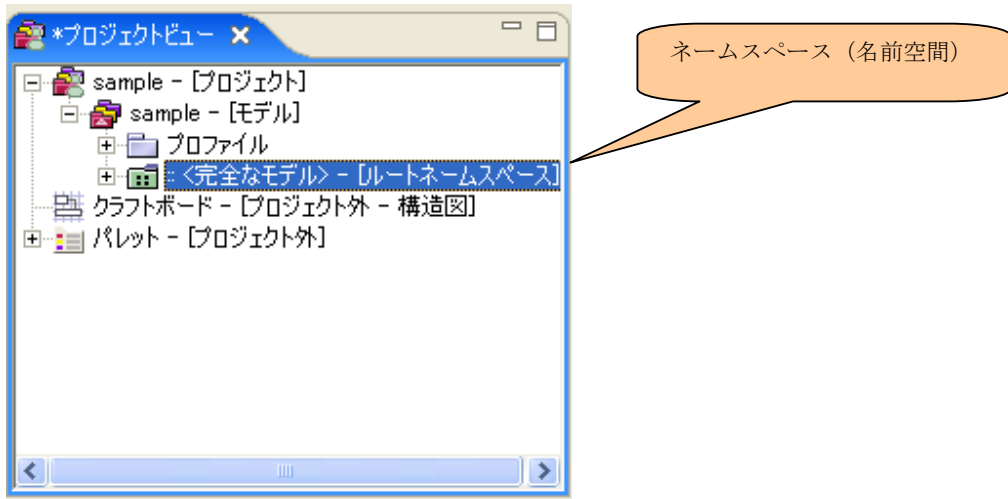 *プロジェクトビュー
ネームスペース（名前空間）
sample - [プロジェクト]
sample - [モデル]
プロファイル
:: <完全なモデル> - [ルートネームスペース]
クラフトボード - [プロジェクト外 - 構造図]
パレット - [プロジェクト外]